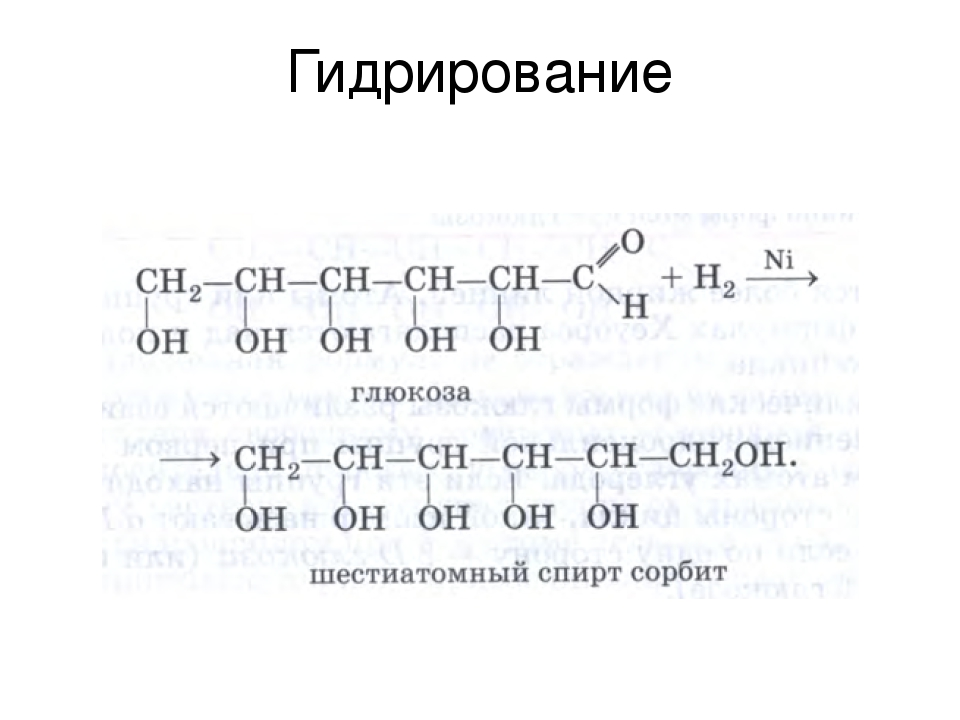 Гидрирование
CH₂—CH—CH—CH—CH—C
O
H
+ H₂ Ni →
OH OH OH OH OH
глюкоза
→ CH₂—CH—CH—CH—CH—CH₂OH.
OH OH OH OH OH
шестиатомный спирт сорбит